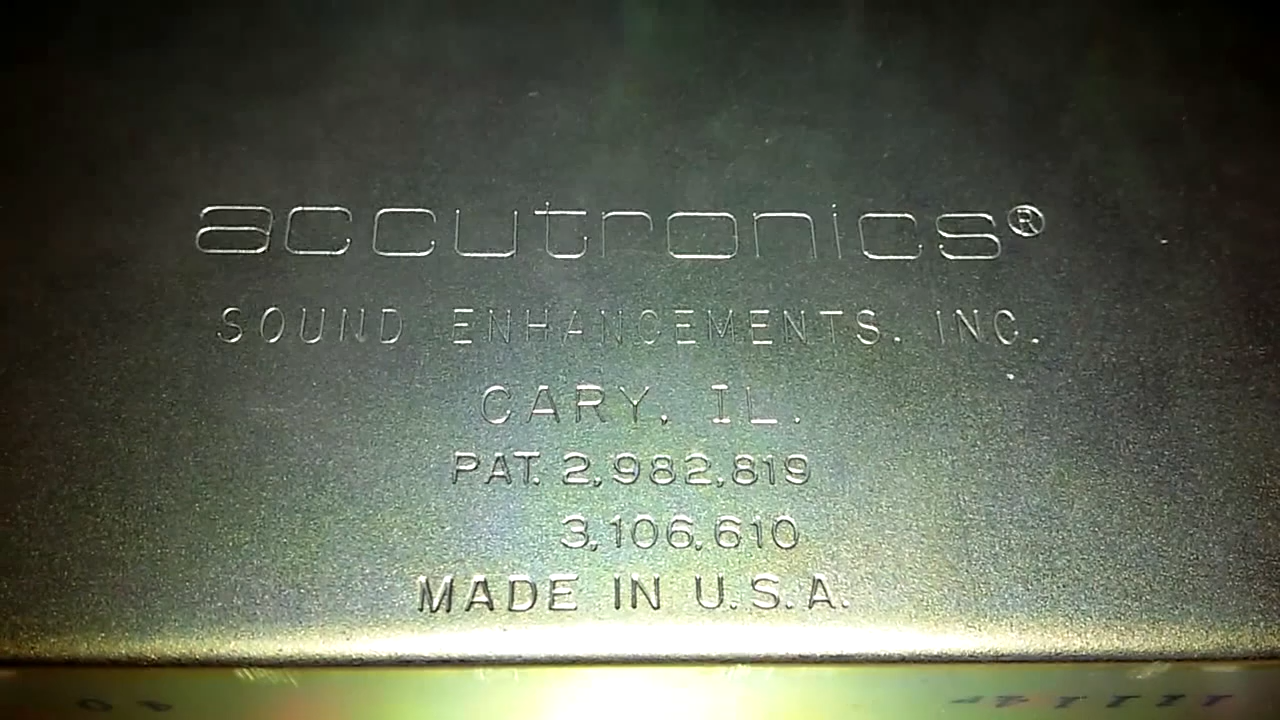 accutronics®
SOUND ENHANCEMENTS, INC.
CARY, IL.
PAT. 2,982,819
3,106,610
MADE IN U.S.A.